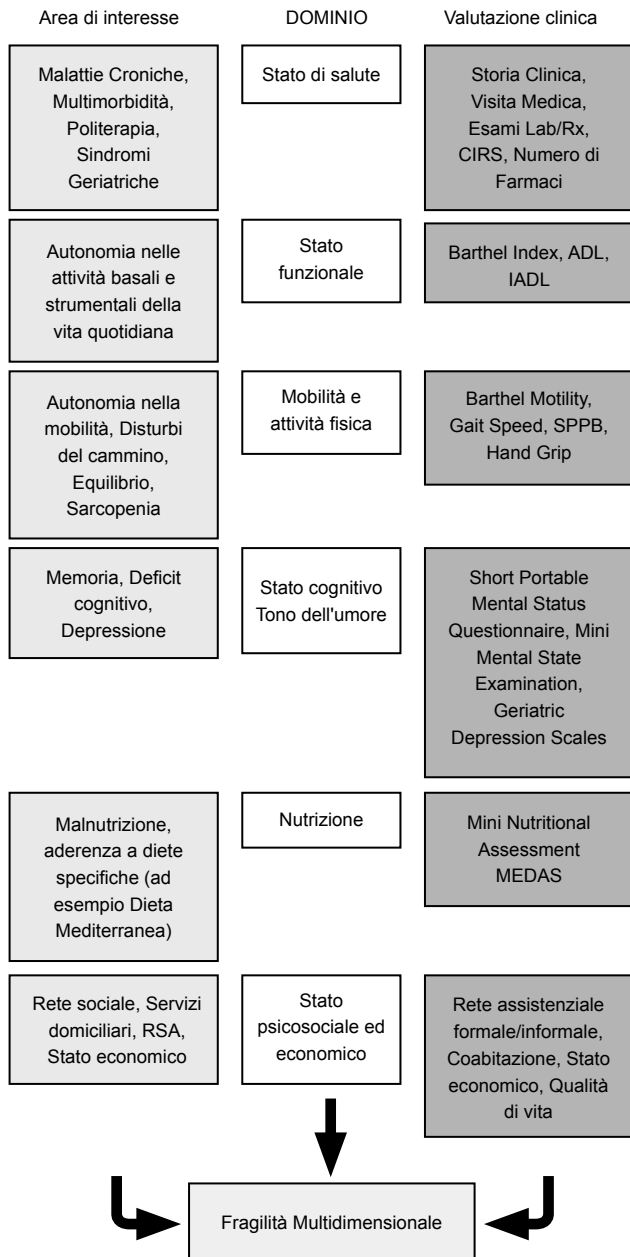 Area di interesse
DOMINIO
Valutazione clinica
Malattie Croniche,
Multimorbidità,
Politerapia,
Sindromi
Geriatriche
Stato di salute
Storia Clinica,
Visita Medica,
Esami Lab/Rx,
CIRS, Numero di
Farmaci
Autonomia nelle
attività basali e
strumentali della
vita quotidiana
Stato
funzionale
Barthel Index, ADL,
IADL
Autonomia nella
mobilità, Disturbi
del cammino,
Equilibrio,
Sarcopenia
Mobilità e
attività fisica
Barthel Motility,
Gait Speed, SPPB,
Hand Grip
Memoria, Deficit
cognitivo,
Depressione
Stato cognitivo
Tono dell'umore
Short Portable
Mental Status
Questionnaire, Mini
Mental State
Examination,
Geriatric
Depression Scales
Malnutrizione,
aderenza a diete
specifiche (ad
esempio Dieta
Mediterranea)
Nutrizione
Mini Nutritional
Assessment
MEDAS
Rete sociale, Servizi
domiciliari, RSA,
Stato economico
Stato
psicosociale ed
economico
Rete assistenziale
formale/informale,
Coabitazione, Stato
economico, Qualità
di vita
Fragilità Multidimensionale